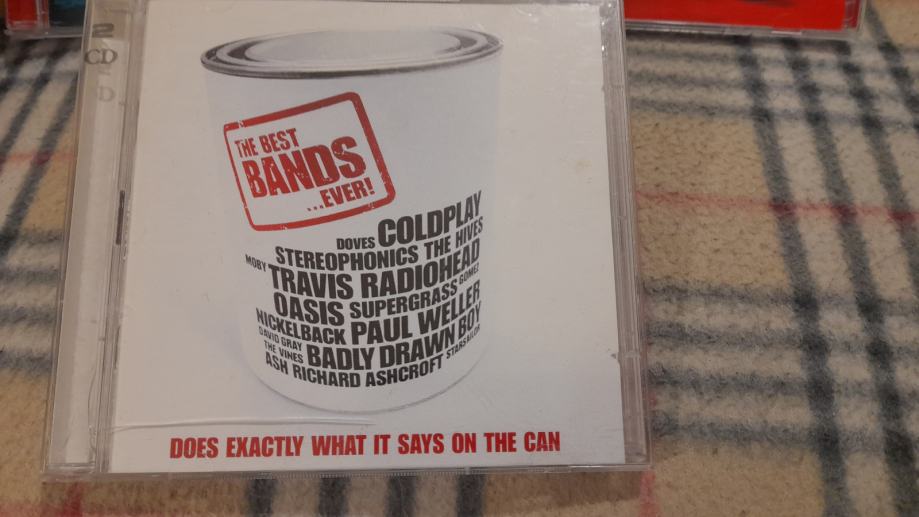 2
CD
THE BEST
BANDS
...EVER!
DOVES COLDPLAY
STEREOPHONICS THE HIVES
MOBY TRAVIS RADIOHEAD
OASIS SUPERGRASS GOMEZ
NICKELBACK PAUL WELLER
DAVID GRAY
THE VINES BADLY DRAWN BOY
ASH RICHARD ASHCROFT STARSAILOR
DOES EXACTLY WHAT IT SAYS ON THE CAN